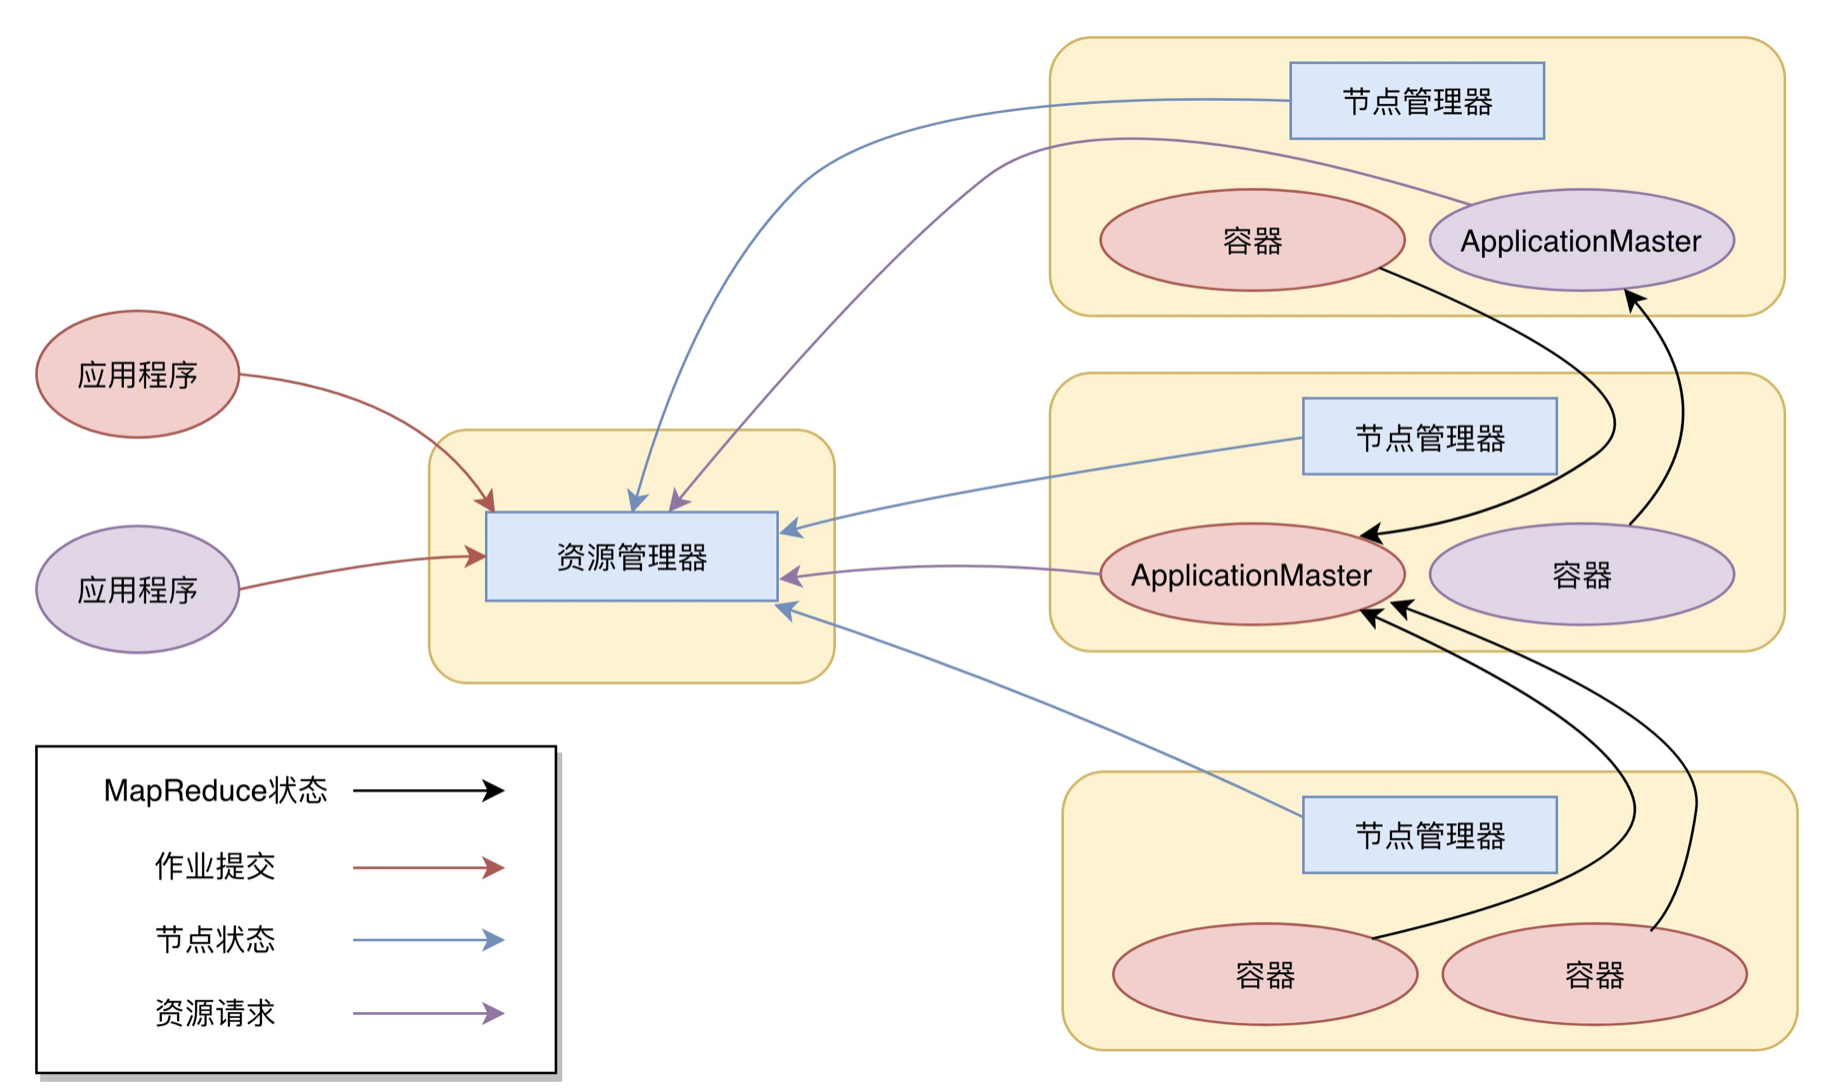 节点管理器
容器
ApplicationMaster
应用程序
节点管理器
资源管理器
应用程序
ApplicationMaster
容器
MapReduce状态
作业提交
节点状态
资源请求
节点管理器
容器
容器